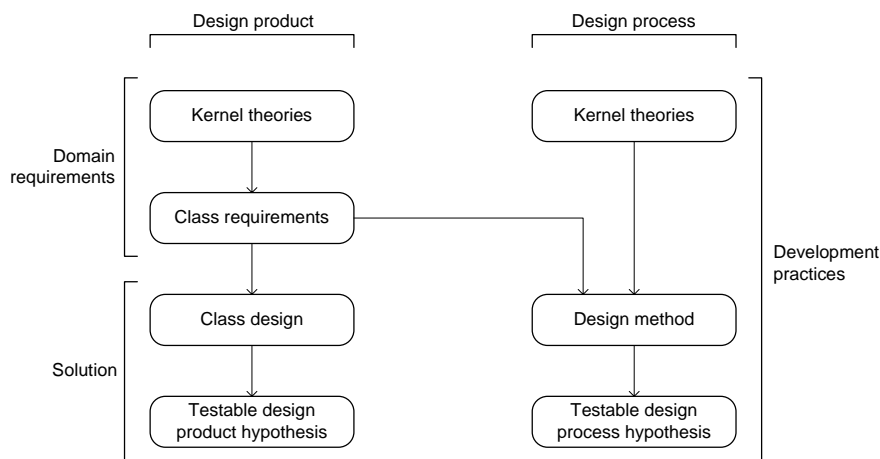 Design product
Design process
Kernel theories
Kernel theories
Domain
requirements
Class requirements
Development
practices
Class design
Design method
Solution
Testable design
product hypothesis
Testable design
process hypothesis